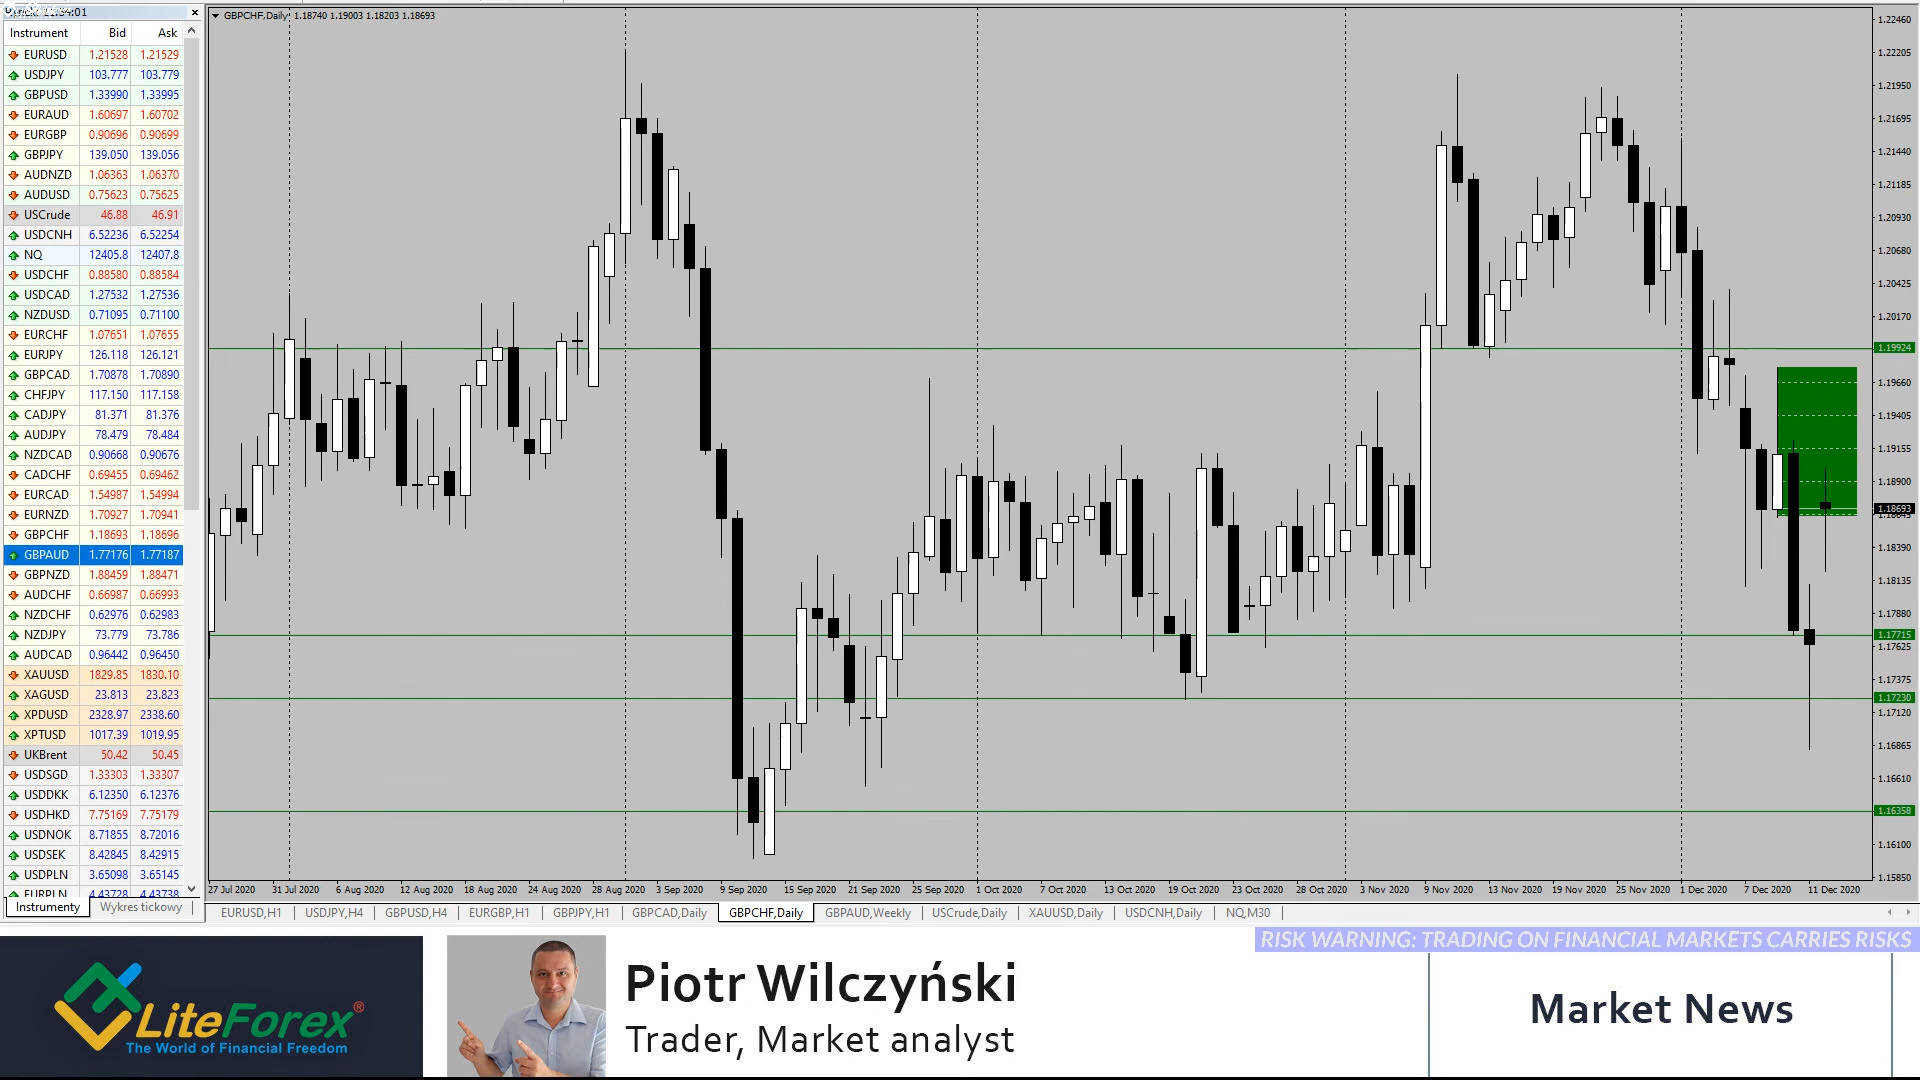 Instrument Bid Ask
EURUSD 1.21528 1.21529
USDJPY 103.777 103.779
GBPUSD 1.33990 1.33995
EURAUD 1.60697 1.60702
EURGBP 0.90696 0.90699
GBPJPY 139.050 139.056
AUDNZD 1.06363 1.06370
AUDUSD 0.75623 0.75625
USCrude 46.88 46.91
USDCNH 6.52236 6.52254
NQ 12405.8 12407.8
USDCHF 0.88580 0.88584
USDCAD 1.27532 1.27536
NZDUSD 0.71095 0.71100
EURCHF 1.07651 1.07655
EURJPY 126.118 126.121
GBPCAD 1.70878 1.70890
CHFJPY 117.150 117.158
CADJPY 81.371 81.376
AUDJPY 78.479 78.484
NZDCAD 0.90668 0.90676
CADCHF 0.69455 0.69462
EURCAD 1.54987 1.54994
EURNZD 1.70927 1.70941
GBPCHF 1.18693 1.18696
GBPAUD 1.77176 1.77187
GBPNZD 1.88459 1.88471
AUDCHF 0.66987 0.66993
NZDCHF 0.62976 0.62983
NZDJPY 73.779 73.786
AUDCAD 0.96442 0.96450
XAUUSD 1829.85 1830.10
XAGUSD 23.813 23.823
XPDUSD 2328.97 2338.60
XPTUSD 1017.39 1019.95
UKBrent 50.42 50.45
USDSGD 1.33303 1.33307
USDDKK 6.12350 6.12376
USDHKD 7.75169 7.75179
USDNOK 8.71855 8.72016
USDSEK 8.42845 8.42915
USDPLN 3.65098 3.65145
EURPLN 4.43728 4.43738
Instrumenty Wykres tickowy
GBPCHF,Daily 1.18740 1.19003 1.18203 1.18693
1.22460
1.22205
1.21950
1.21695
1.21440
1.21185
1.20930
1.20680
1.20425
1.20170
1.19924
1.19660
1.19405
1.19155
1.18900
1.18693
1.18390
1.18135
1.17880
1.17715
1.17625
1.17375
1.17230
1.17120
1.16865
1.16610
1.16358
1.16100
1.15850
27 Jul 2020 31 Jul 2020 6 Aug 2020 12 Aug 2020 18 Aug 2020 24 Aug 2020 28 Aug 2020 3 Sep 2020 9 Sep 2020 15 Sep 2020 21 Sep 2020 25 Sep 2020 1 Oct 2020 7 Oct 2020 13 Oct 2020 19 Oct 2020 23 Oct 2020 28 Oct 2020 3 Nov 2020 9 Nov 2020 13 Nov 2020 19 Nov 2020 25 Nov 2020 1 Dec 2020 7 Dec 2020 11 Dec 2020
EURUSD,H1 USDJPY,H4 GBPUSD,H4 EURGBP,H1 GBPJPY,H1 GBPCAD,Daily GBPCHF,Daily GBPAUD,Weekly USCrude,Daily XAUUSD,Daily USDCNH,Daily NQ,M30
RISK WARNING: TRADING ON FINANCIAL MARKETS CARRIES RISKS
LiteForex®
The World of Financial Freedom
Piotr Wilczyński
Trader, Market analyst
Market News